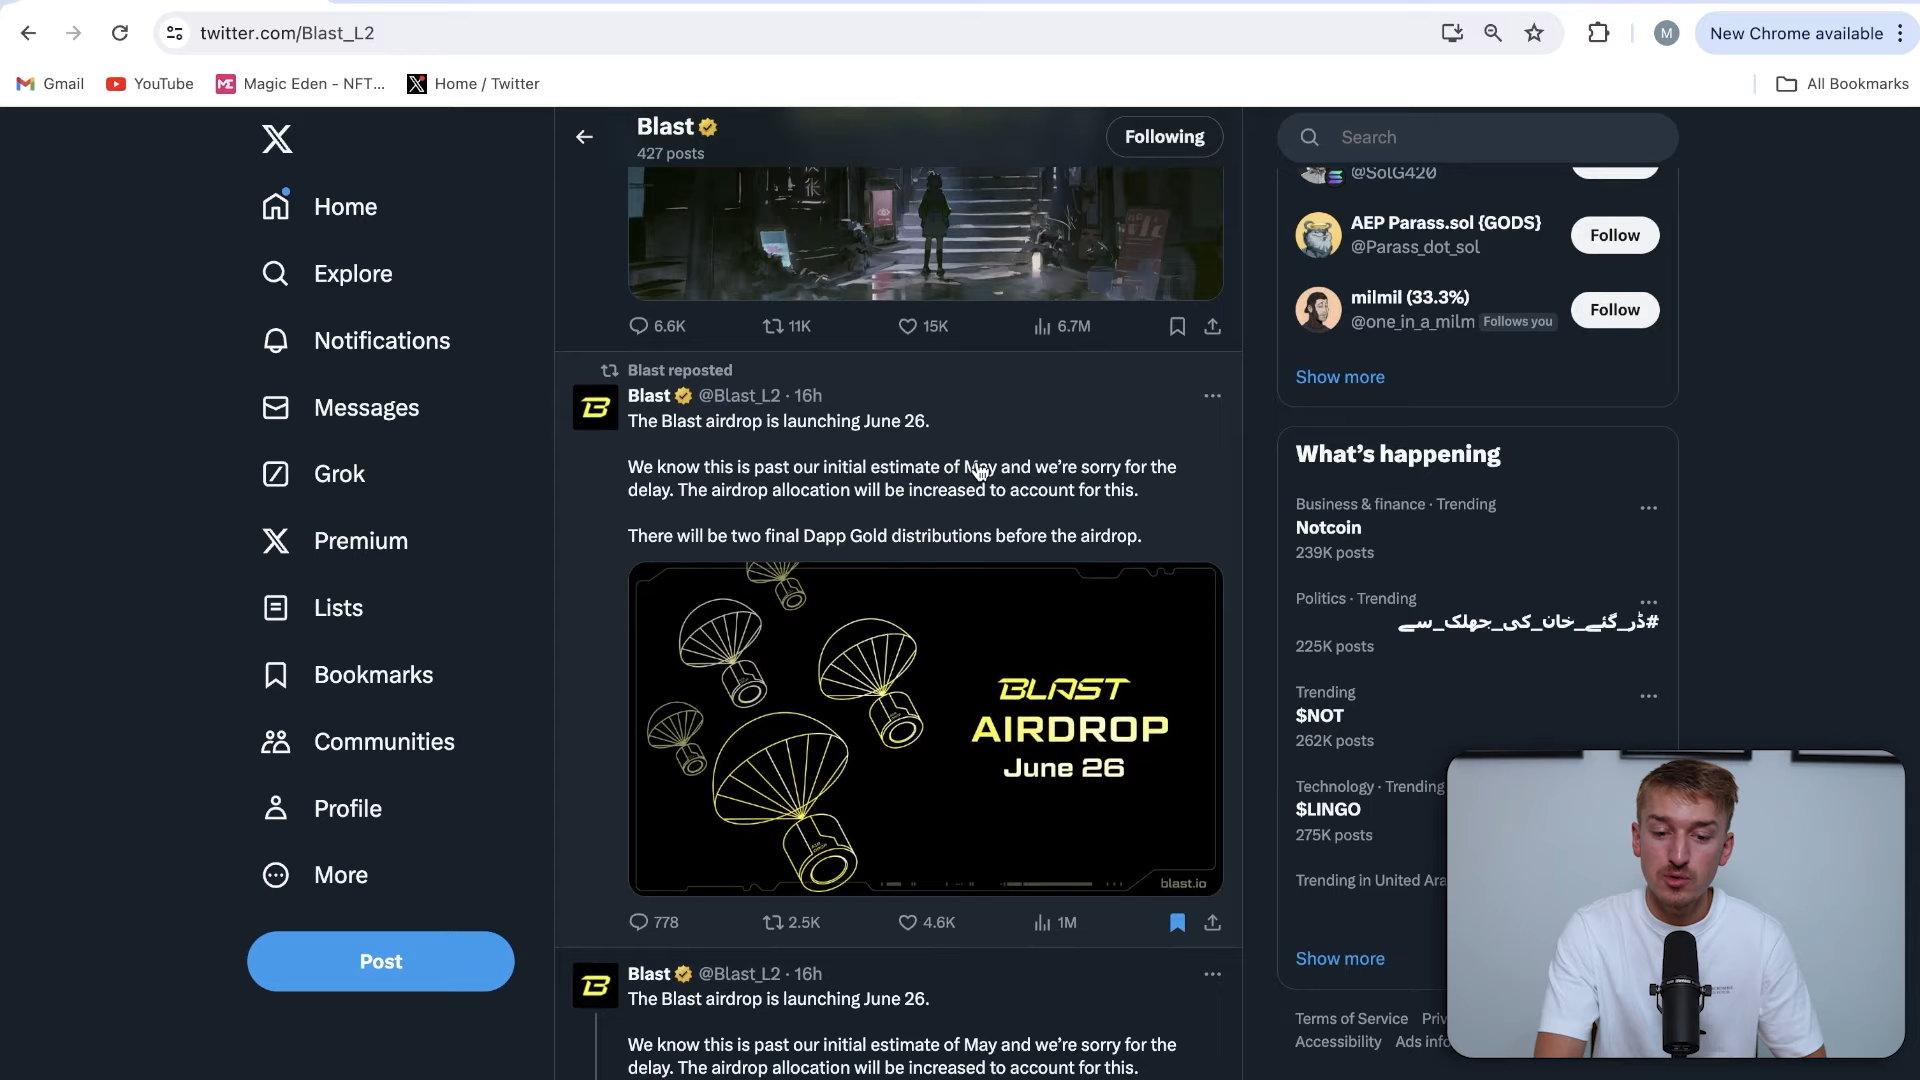 twitter.com/Blast_L2
M
New Chrome available
Gmail
YouTube
Magic Eden - NFT...
Home / Twitter
All Bookmarks
Home
Explore
Notifications
Messages
Grok
Premium
Lists
Bookmarks
Communities
Profile
More
Post
Blast
427 posts
Following
6.6K
11K
15K
6.7M
Blast reposted
Blast @Blast_L2 · 16h
The Blast airdrop is launching June 26.
We know this is past our initial estimate of May and we’re sorry for the
delay. The airdrop allocation will be increased to account for this.
There will be two final Dapp Gold distributions before the airdrop.
BLAST
AIRDROP
June 26
blast.io
778
2.5K
4.6K
1M
Blast @Blast_L2 · 16h
The Blast airdrop is launching June 26.
We know this is past our initial estimate of May and we’re sorry for the
delay. The airdrop allocation will be increased to account for this.
Search
@SolG420
AEP Parass.sol {GODS}
@Parass_dot_sol
Follow
milmil (33.3%)
@one_in_a_milm Follows you
Follow
Show more
What’s happening
Business & finance · Trending
Notcoin
239K posts
Politics · Trending
#ڈر_گئے_خان_کی_جھلک_سے
225K posts
Trending
$NOT
262K posts
Technology · Trending
$LINGO
275K posts
Trending in United Ara
Show more
Terms of Service Priv
Accessibility Ads info